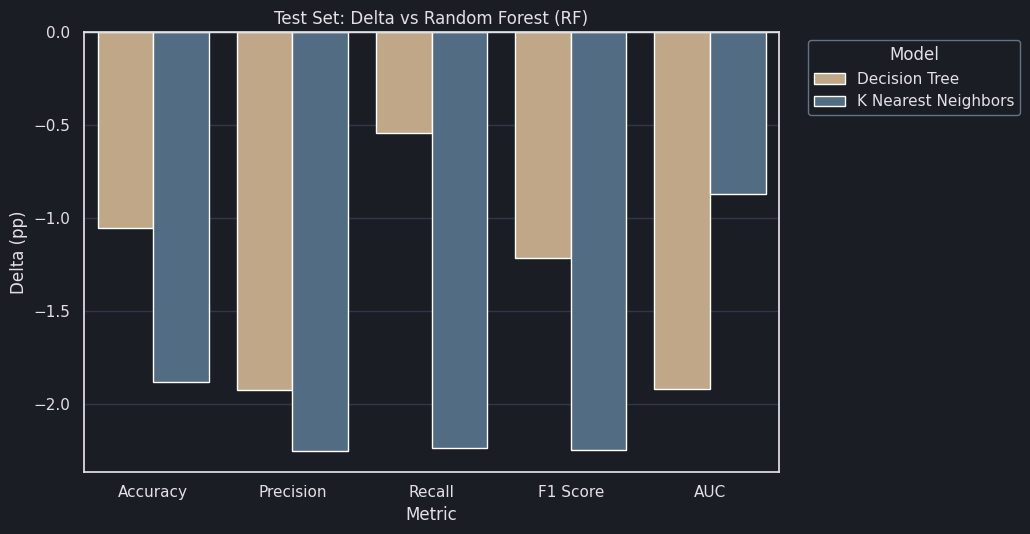 Test Set: Delta vs Random Forest (RF)
Model
Decision Tree
K Nearest Neighbors
Delta (pp)
0.0
−0.5
−1.0
−1.5
−2.0
Accuracy Precision Recall F1 Score AUC
Metric